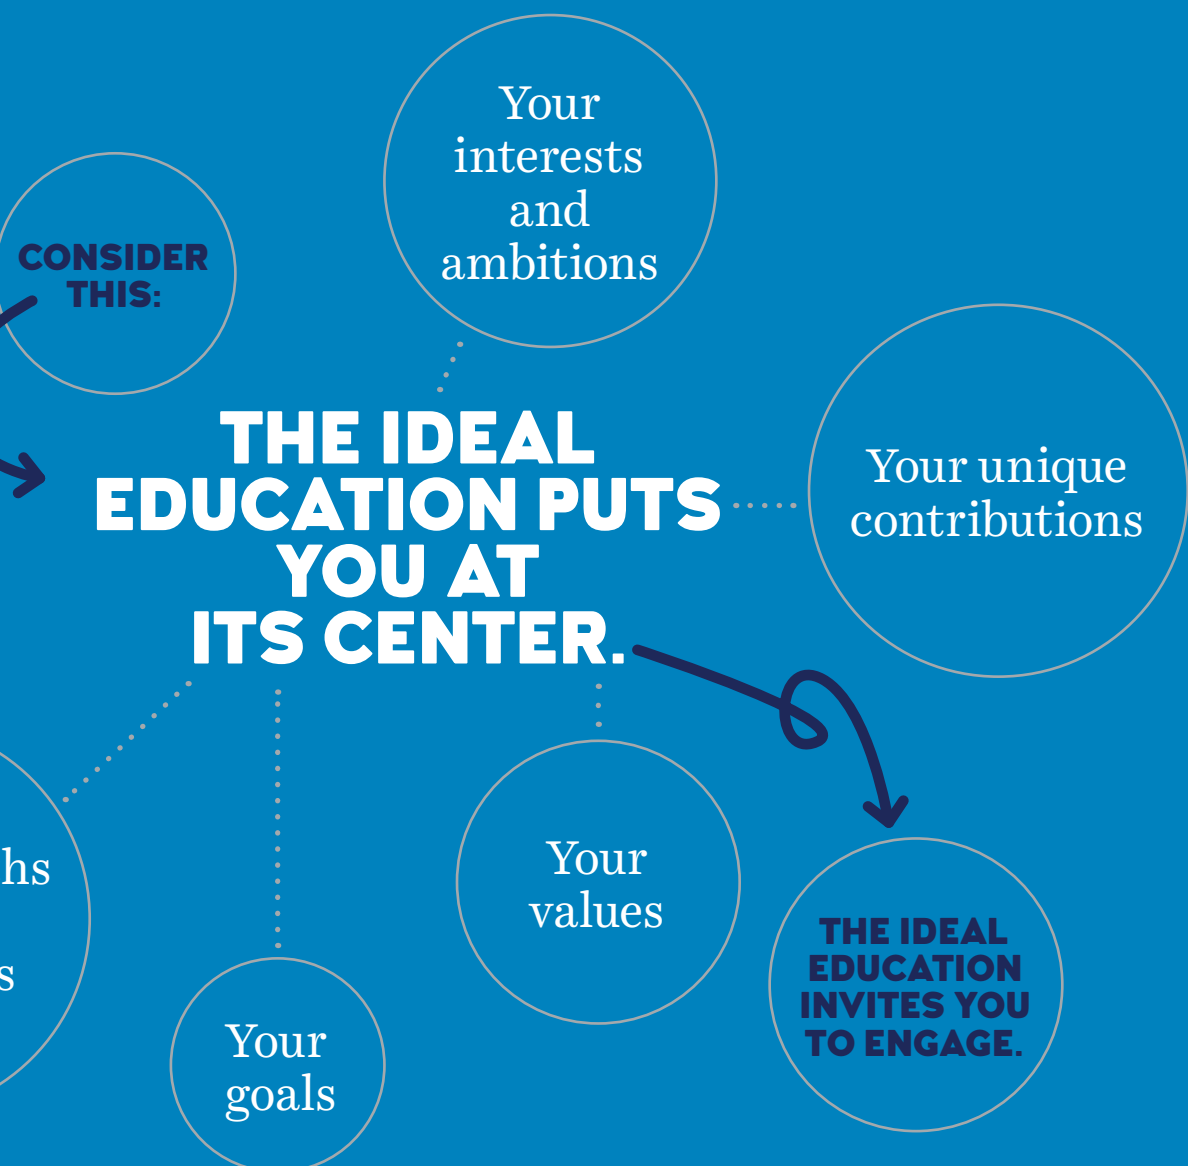 Your
interests
and
ambitions
CONSIDER
THIS:
THE IDEAL
EDUCATION PUTS
YOU AT
ITS CENTER.
Your unique
contributions
hs
s
Your
values
THE IDEAL
EDUCATION
INVITES YOU
TO ENGAGE.
Your
goals